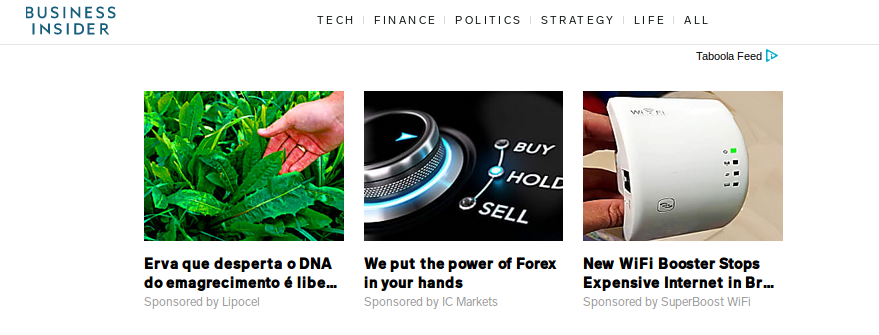 BUSINESS
INSIDER
TECH | FINANCE | POLITICS | STRATEGY | LIFE | ALL
Taboola Feed
WiFi
BUY
HOLD
SELL
Erva que desperta o DNA
do emagrecimento é libe...
Sponsored by Lipocel
We put the power of Forex
in your hands
Sponsored by IC Markets
New WiFi Booster Stops
Expensive Internet in Br...
Sponsored by SuperBoost WiFi